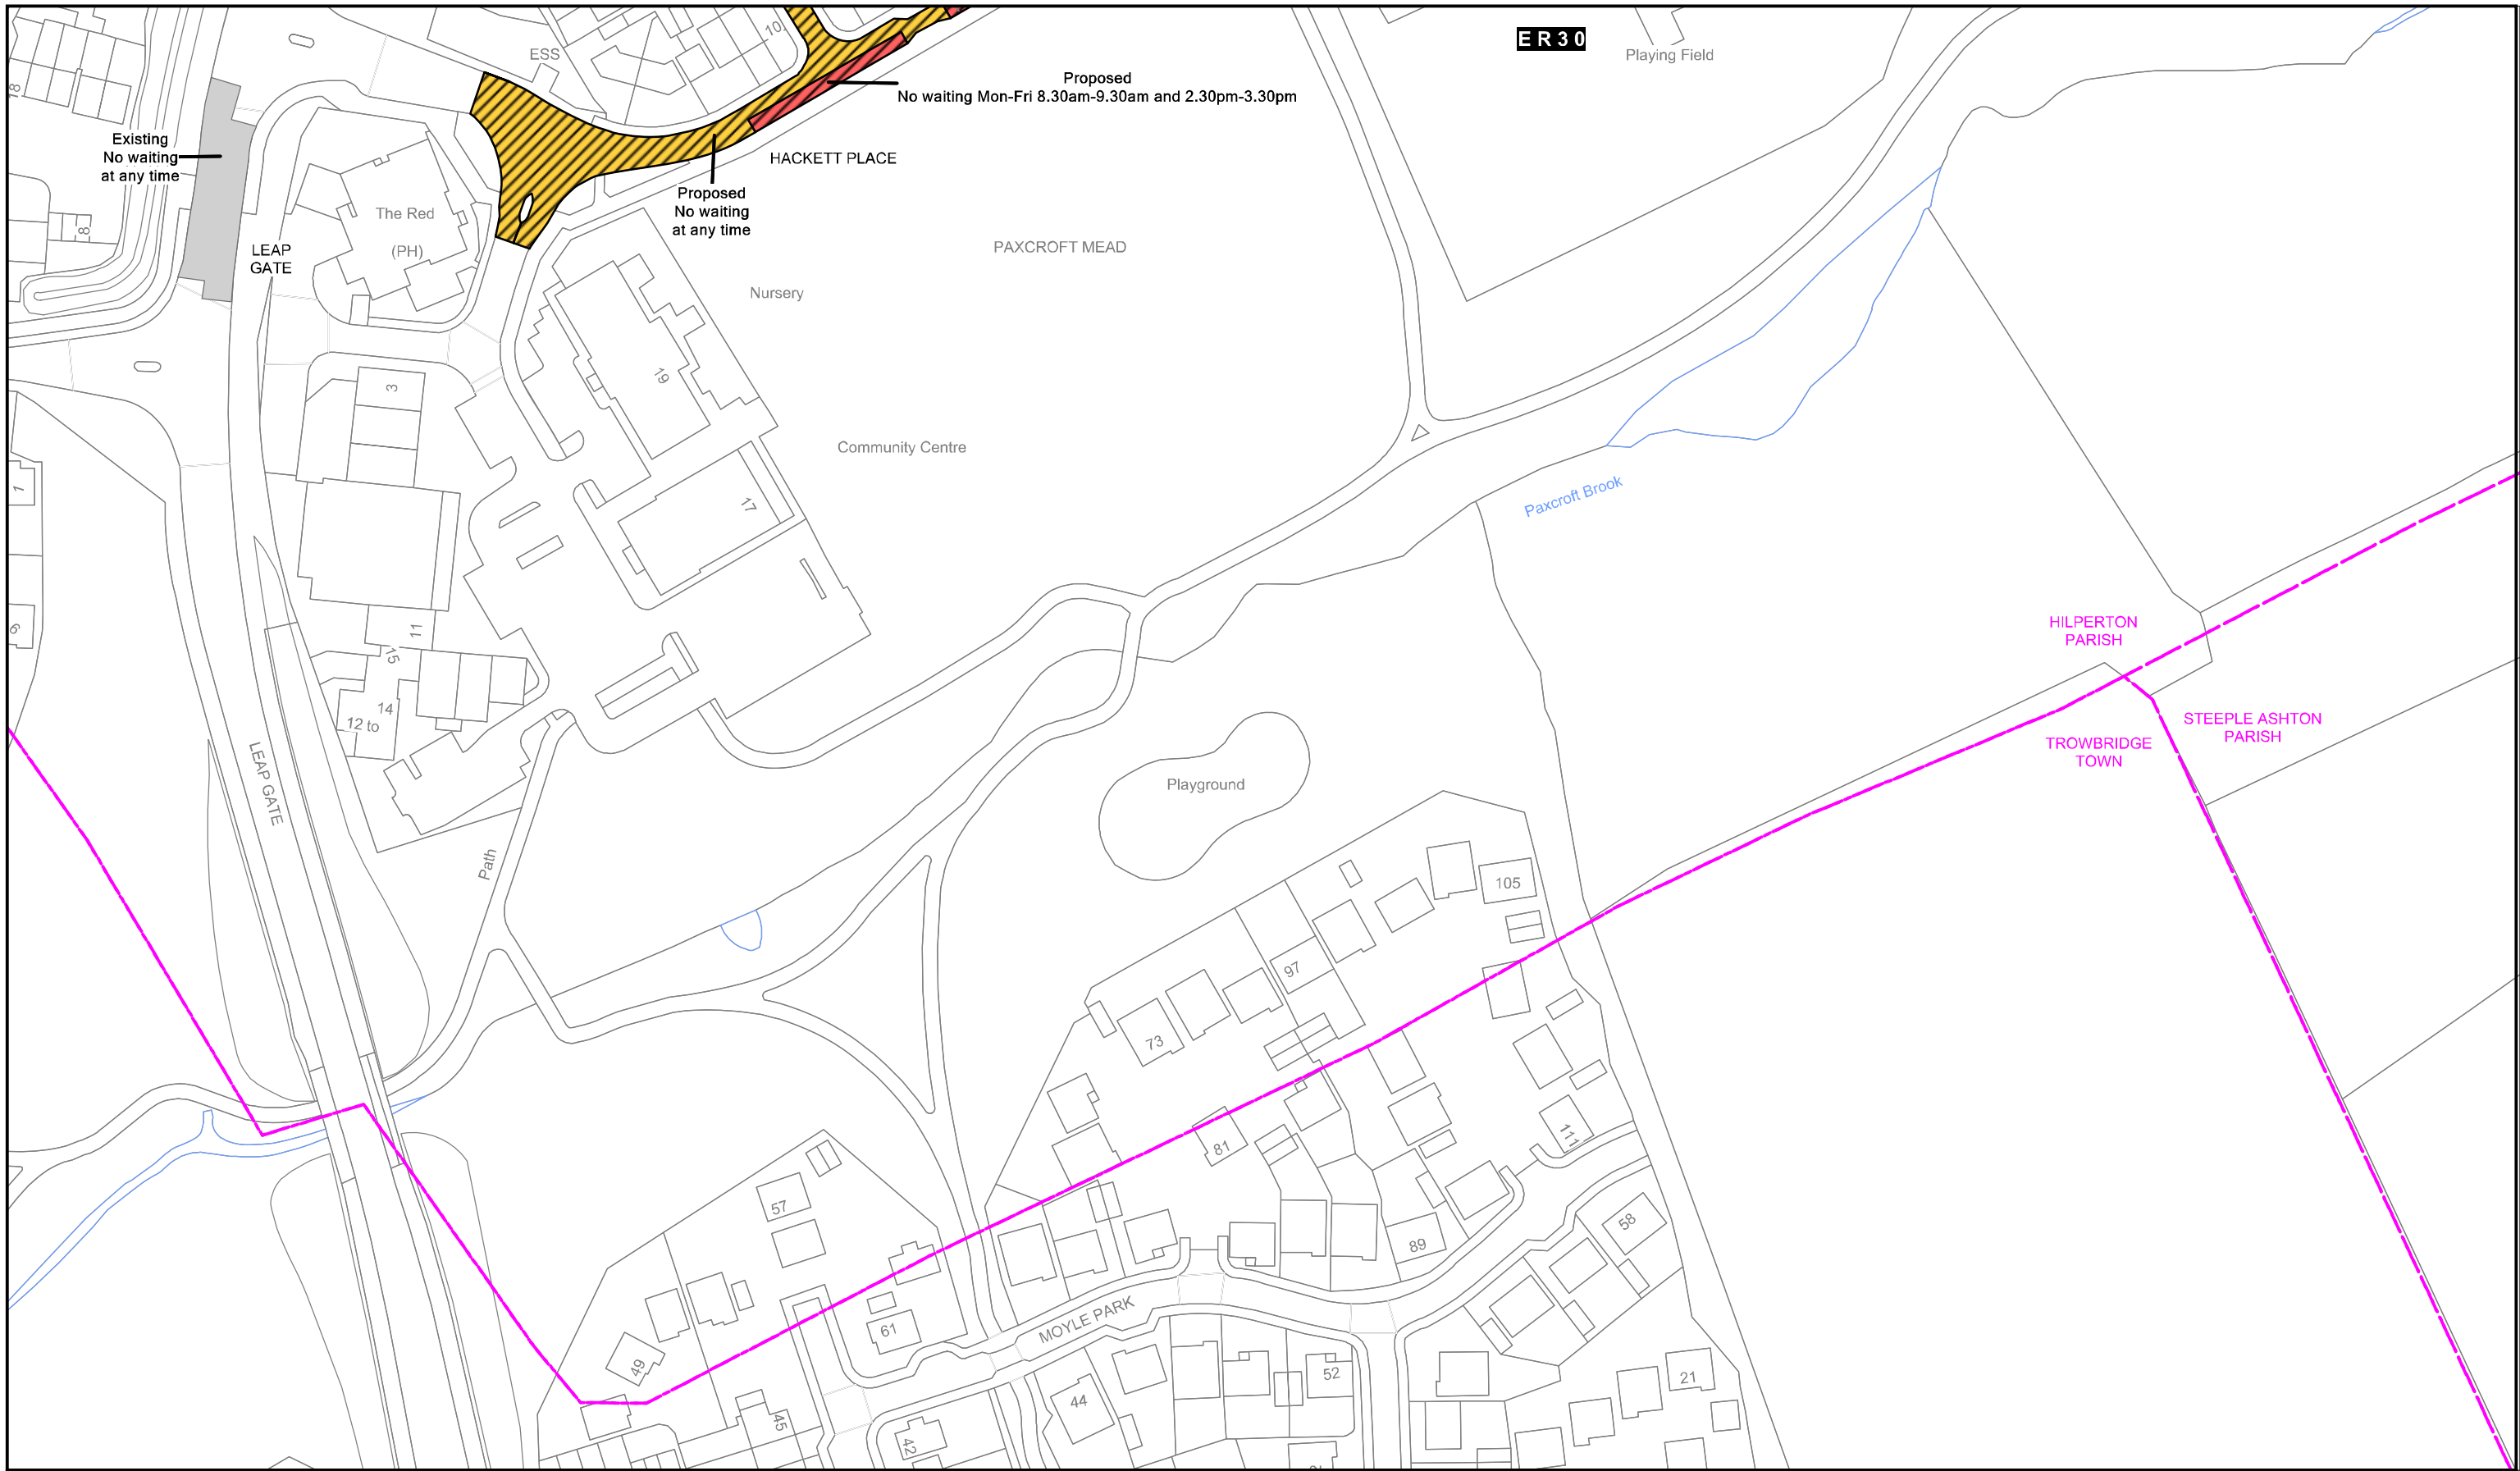 ER30
Playing Field
10
ESS
18
Proposed
No waiting Mon-Fri 8.30am-9.30am and 2.30pm-3.30pm
Existing
No waiting
at any time
HACKETT PLACE
Proposed
No waiting
at any time
The Red
(PH)
8
LEAP
GATE
PAXCROFT MEAD
Nursery
19
3
Community Centre
1
17
Paxcroft Brook
11
6
15
14
12 to
HILPERTON
PARISH
STEEPLE ASHTON
PARISH
TROWBRIDGE
TOWN
LEAP GATE
Playground
Path
105
97
73
81
111
57
58
89
61
MOYLE PARK
49
52
21
44
45
42